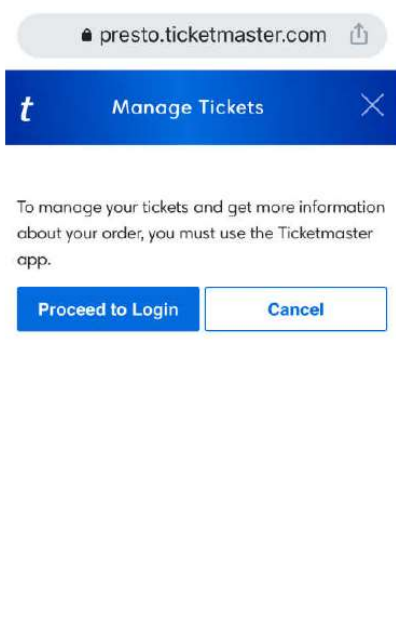 presto.ticketmaster.com
t
Manage Tickets
To manage your tickets and get more information
about your order, you must use the Ticketmaster
app.
Proceed to Login
Cancel